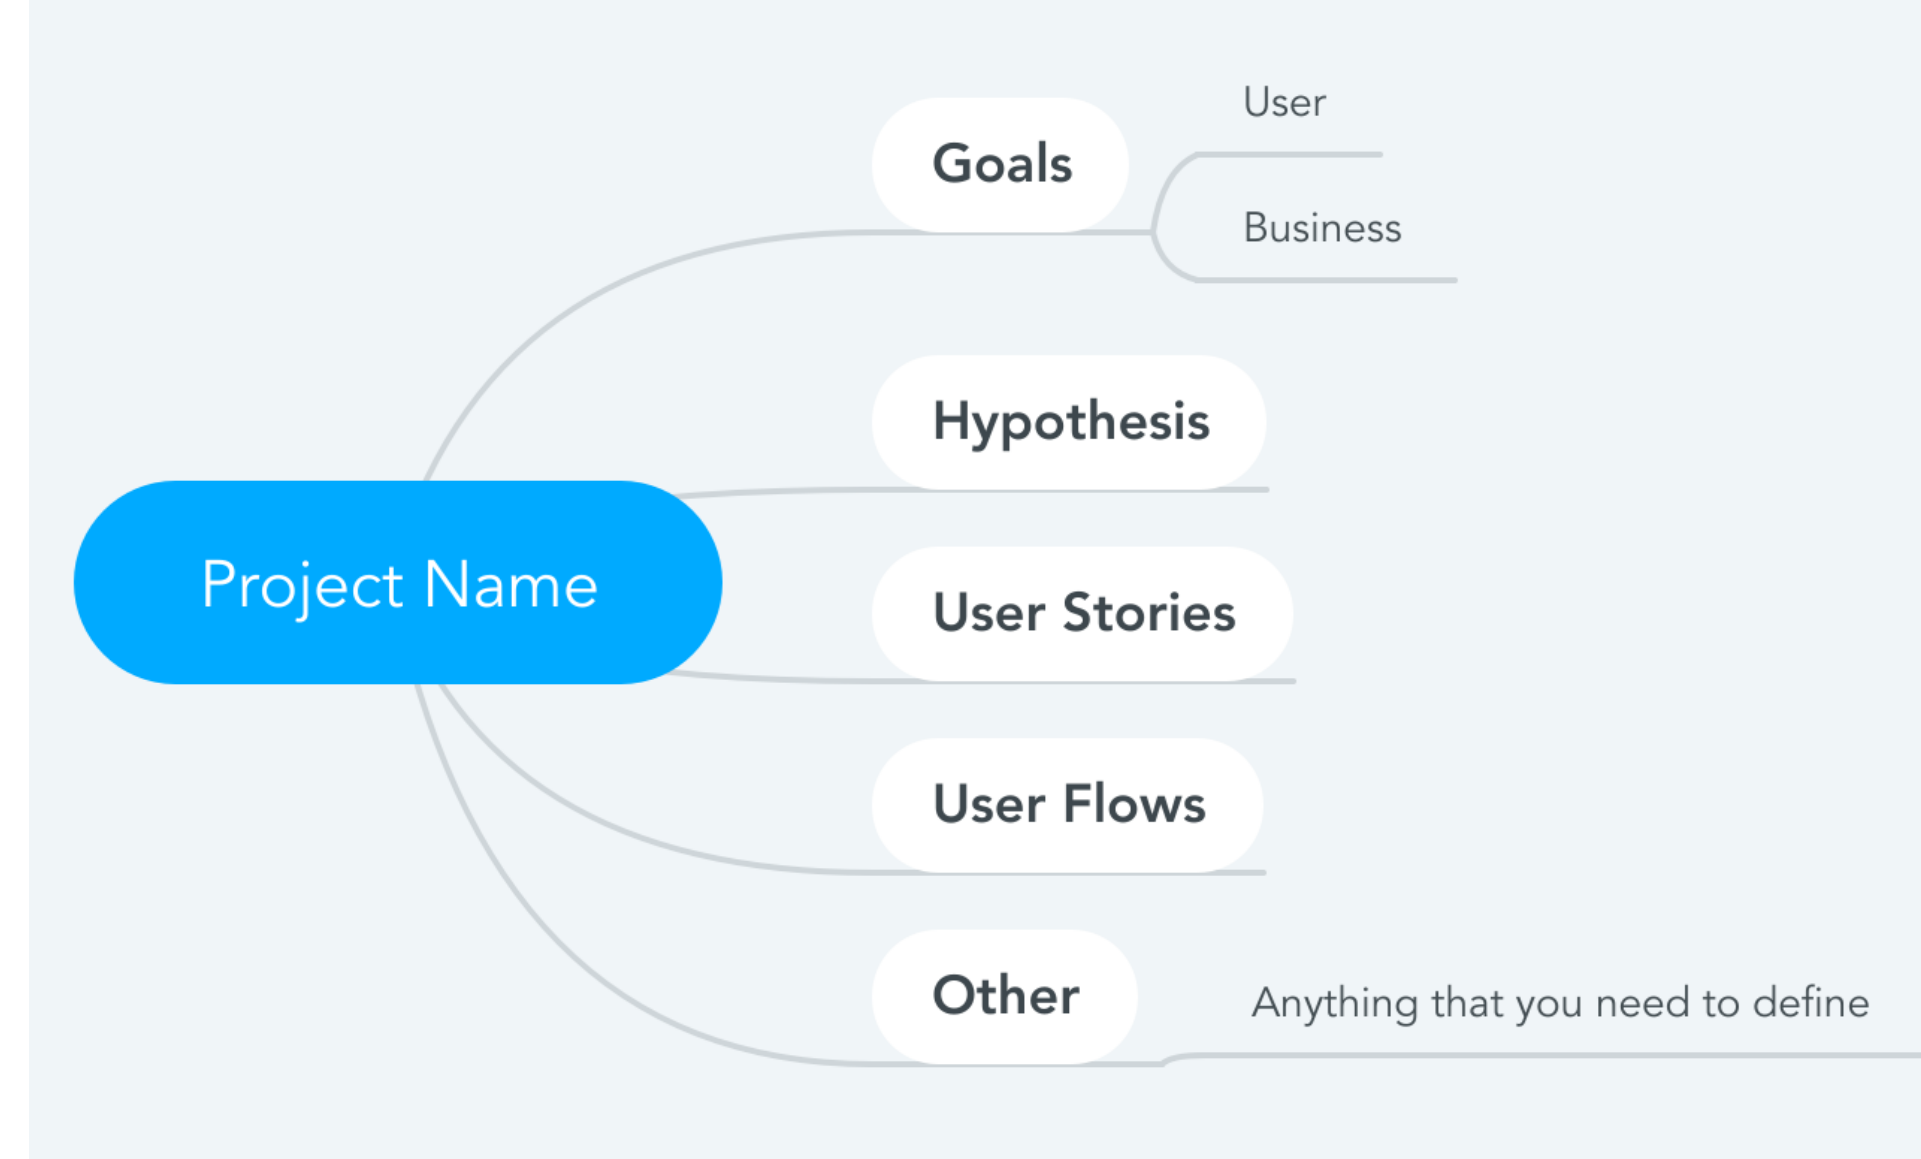 Project Name
Goals
User
Business
Hypothesis
User Stories
User Flows
Other
Anything that you need to define